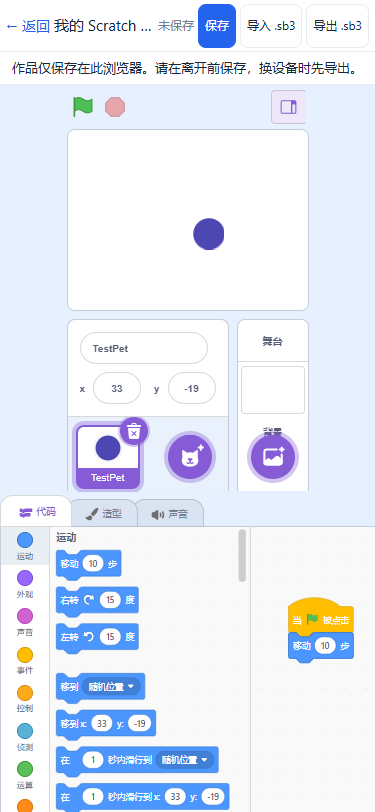 ← 返回 我的 Scratch ... 未保存 保存 导入 .sb3 导出 .sb3
作品仅保存在此浏览器。请在离开前保存，换设备时先导出。
TestPet
x 33 y -19
舞台
TestPet
背景
代码 造型 声音
运动
运动
外观
声音
事件
控制
侦测
运算
移动 10 步
右转 15 度
左转 15 度
移到 随机位置
移到 x: 33 y: -19
在 1 秒内滑行到 随机位置
在 1 秒内滑行到 x: 33 y: -19
当 被点击
移动 10 步